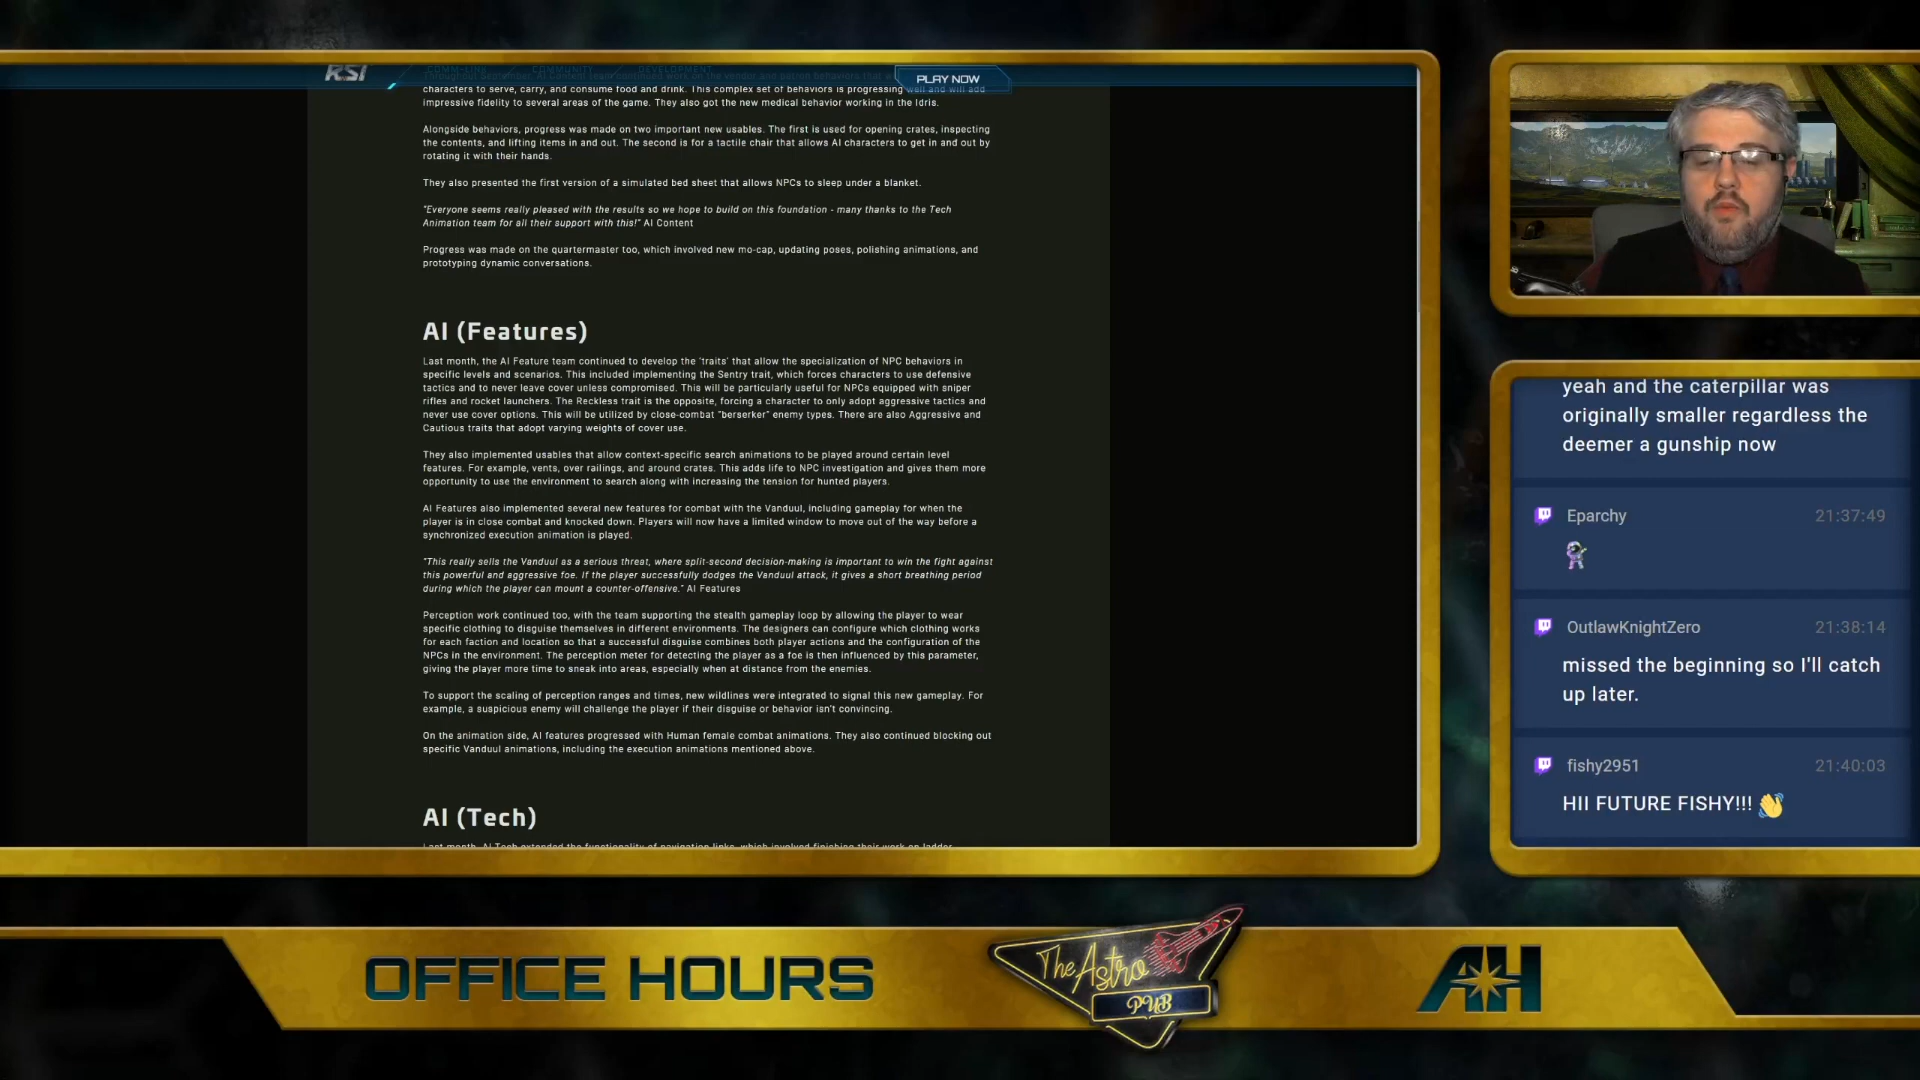 RSI
COMM-LINK
COMMUNITY
DEVELOPMENT
PLAY NOW
characters to serve, carry, and consume food and drink. This complex set of behaviors is progressing well and will add
impressive fidelity to several areas of the game. They also got the new medical behavior working in the Idris.
Alongside behaviors, progress was made on two important new usables. The first is used for opening crates, inspecting
the contents, and lifting items in and out. The second is for a tactile chair that allows AI characters to get in and out by
rotating it with their hands.
They also presented the first version of a simulated bed sheet that allows NPCs to sleep under a blanket.
"Everyone seems really pleased with the results so we hope to build on this foundation - many thanks to the Tech
Animation team for all their support with this!" AI Content
Progress was made on the quartermaster too, which involved new mo-cap, updating poses, polishing animations, and
prototyping dynamic conversations.
AI (Features)
Last month, the AI Feature team continued to develop the 'traits' that allow the specialization of NPC behaviors in
specific levels and scenarios. This included implementing the Sentry trait, which forces characters to use defensive
tactics and to never leave cover unless compromised. This will be particularly useful for NPCs equipped with sniper
rifles and rocket launchers. The Reckless trait is the opposite, forcing a character to only adopt aggressive tactics and
never use cover options. This will be utilized by close-combat "berserker" enemy types. There are also Aggressive and
Cautious traits that adopt varying weights of cover use.
They also implemented usables that allow context-specific search animations to be played around certain level
features. For example, vents, over railings, and around crates. This adds life to NPC investigation and gives them more
opportunity to use the environment to search along with increasing the tension for hunted players.
AI Features also implemented several new features for combat with the Vanduul, including gameplay for when the
player is in close combat and knocked down. Players will now have a limited window to move out of the way before a
synchronized execution animation is played.
"This really sells the Vanduul as a serious threat, where split-second decision-making is important to win the fight against
this powerful and aggressive foe. If the player successfully dodges the Vanduul attack, it gives a short breathing period
during which the player can mount a counter-offensive." AI Features
Perception work continued too, with the team supporting the stealth gameplay loop by allowing the player to wear
specific clothing to disguise themselves in different environments. The designers can configure which clothing works
for each faction and location so that a successful disguise combines both player actions and the configuration of the
NPCs in the environment. The perception meter for detecting the player as a foe is then influenced by this parameter,
giving the player more time to sneak into areas, especially when at distance from the enemies.
To support the scaling of perception ranges and times, new wildlines were integrated to signal this new gameplay. For
example, a suspicious enemy will challenge the player if their disguise or behavior isn't convincing.
On the animation side, AI features progressed with Human female combat animations. They also continued blocking out
specific Vanduul animations, including the execution animations mentioned above.
AI (Tech)
Last month, AI Tech extended the functionality of navigation links, which involved finishing their work on ladder
yeah and the caterpillar was
originally smaller regardless the
deemer a gunship now
Eparchy 21:37:49
OutlawKnightZero 21:38:14
missed the beginning so I'll catch
up later.
fishy2951 21:40:03
HII FUTURE FISHY!!! 👋
OFFICE HOURS
The Astro
PUB
AH